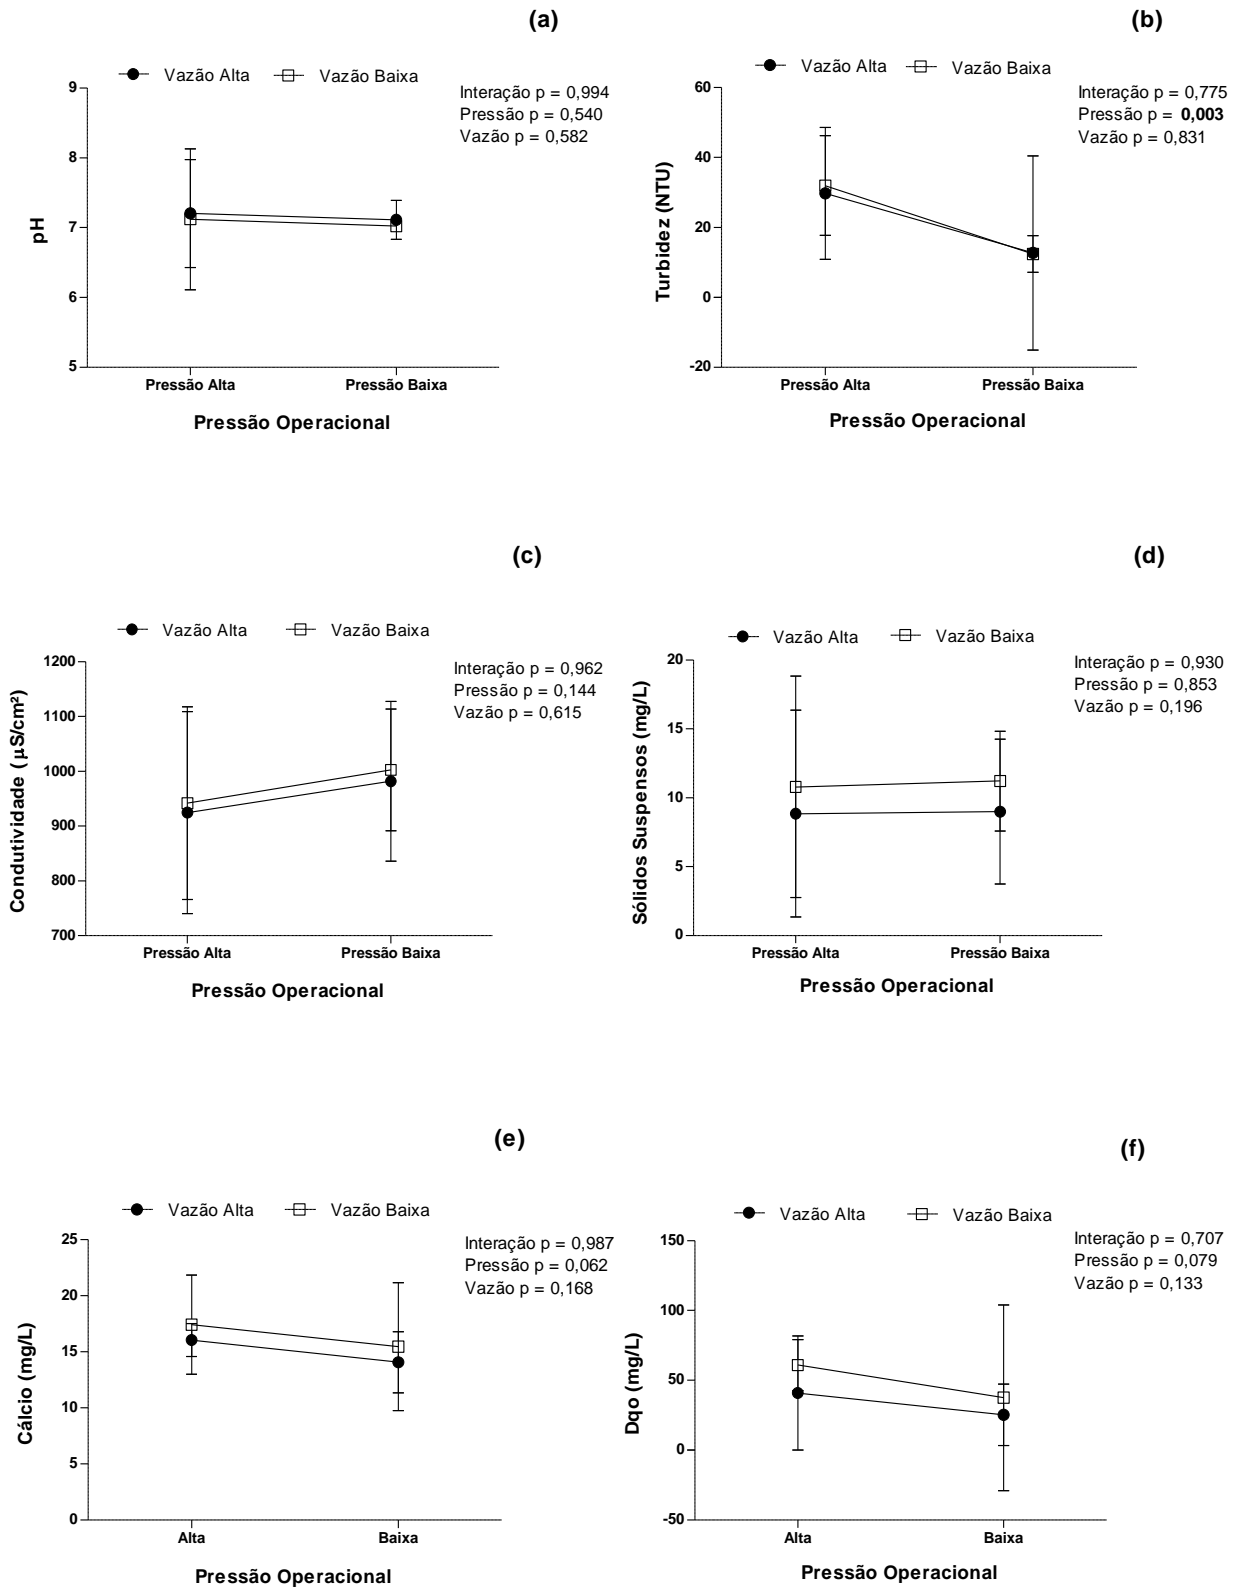 (a)
Vazão Alta Vazão Baixa
Interação p = 0,994
Pressão p = 0,540
Vazão p = 0,582
9
8
7
6
5
pH
Pressão Alta Pressão Baixa
Pressão Operacional
(b)
Vazão Alta Vazão Baixa
Interação p = 0,775
Pressão p = 0,003
Vazão p = 0,831
60
40
20
0
-20
Turbidez (NTU)
Pressão Alta Pressão Baixa
Pressão Operacional
(c)
Vazão Alta Vazão Baixa
Interação p = 0,962
Pressão p = 0,144
Vazão p = 0,615
1200
1100
1000
900
800
700
Condutividade (µS/cm²)
Pressão Alta Pressão Baixa
Pressão Operacional
(d)
Vazão Alta Vazão Baixa
Interação p = 0,930
Pressão p = 0,853
Vazão p = 0,196
20
15
10
5
0
Sólidos Suspensos (mg/L)
Pressão Alta Pressão Baixa
Pressão Operacional
(e)
Vazão Alta Vazão Baixa
Interação p = 0,987
Pressão p = 0,062
Vazão p = 0,168
25
20
15
10
5
0
Cálcio (mg/L)
Alta Baixa
Pressão Operacional
(f)
Vazão Alta Vazão Baixa
Interação p = 0,707
Pressão p = 0,079
Vazão p = 0,133
150
100
50
0
-50
Dqo (mg/L)
Alta Baixa
Pressão Operacional